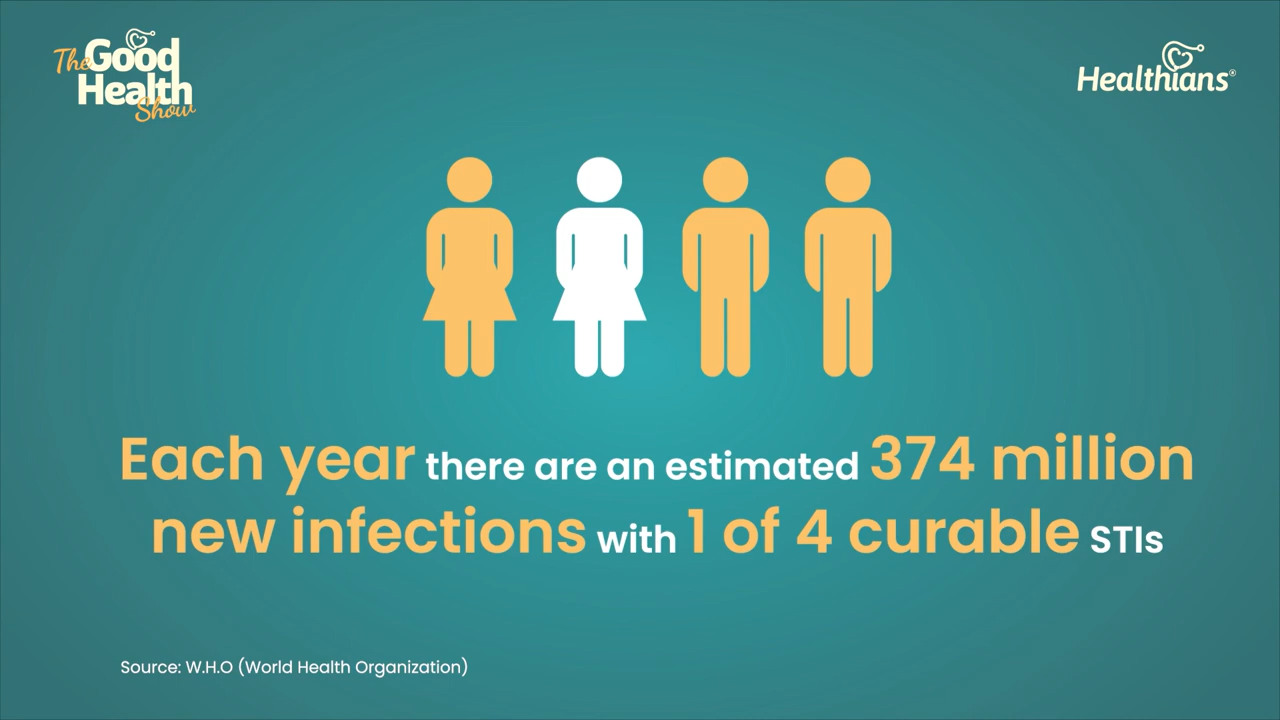 The Good
Health
Show
Healthians®
Each year there are an estimated 374 million
new infections with 1 of 4 curable STIs
Source: W.H.O (World Health Organization)